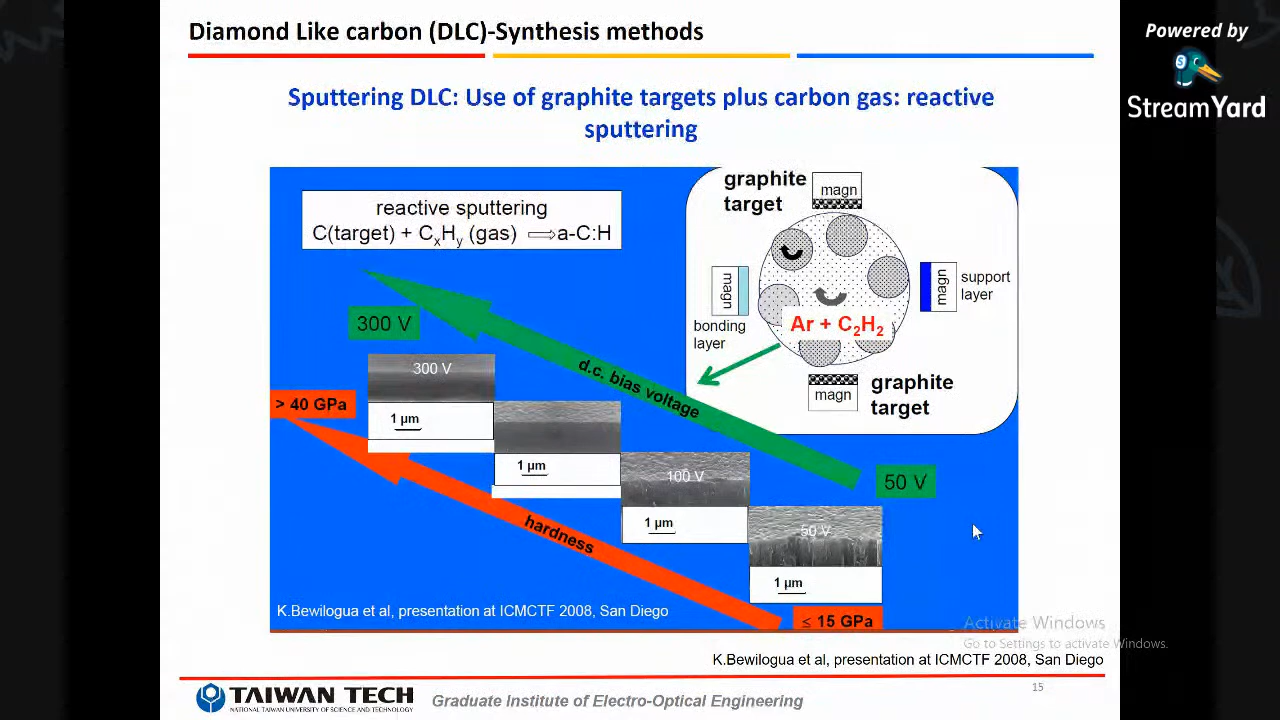 Diamond Like carbon (DLC)-Synthesis methods
Powered by
StreamYard
Sputtering DLC: Use of graphite targets plus carbon gas: reactive
sputtering
reactive sputtering
C(target) + CxHy (gas) ⟹a-C:H
graphite
target
magn
magn
bonding
layer
magn
support
layer
Ar + C2H2
magn
graphite
target
300 V
d.c. bias voltage
50 V
300 V
1 µm
1 µm
100 V
1 µm
50 V
1 µm
> 40 GPa
hardness
≤ 15 GPa
K.Bewilogua et al, presentation at ICMCTF 2008, San Diego
Activate Windows
Go to Settings to activate Windows.
K.Bewilogua et al, presentation at ICMCTF 2008, San Diego
15
TAIWAN TECH
NATIONAL TAIWAN UNIVERSITY OF SCIENCE AND TECHNOLOGY
Graduate Institute of Electro-Optical Engineering